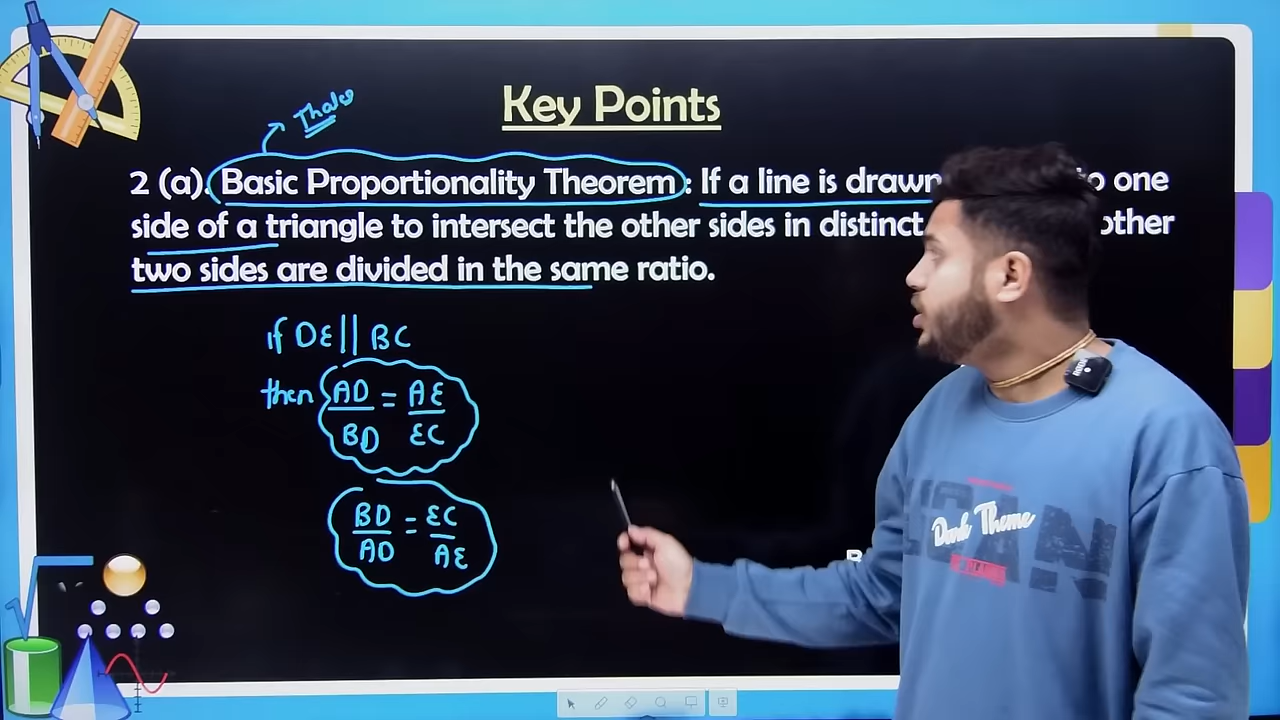 Key Points
Thales
2 (a). Basic Proportionality Theorem : If a line is drawn o one
side of a triangle to intersect the other sides in distinct other
two sides are divided in the same ratio.
if DE || BC
then AD/BD = AE/EC
BD/AD = EC/AE
B
Dark Theme